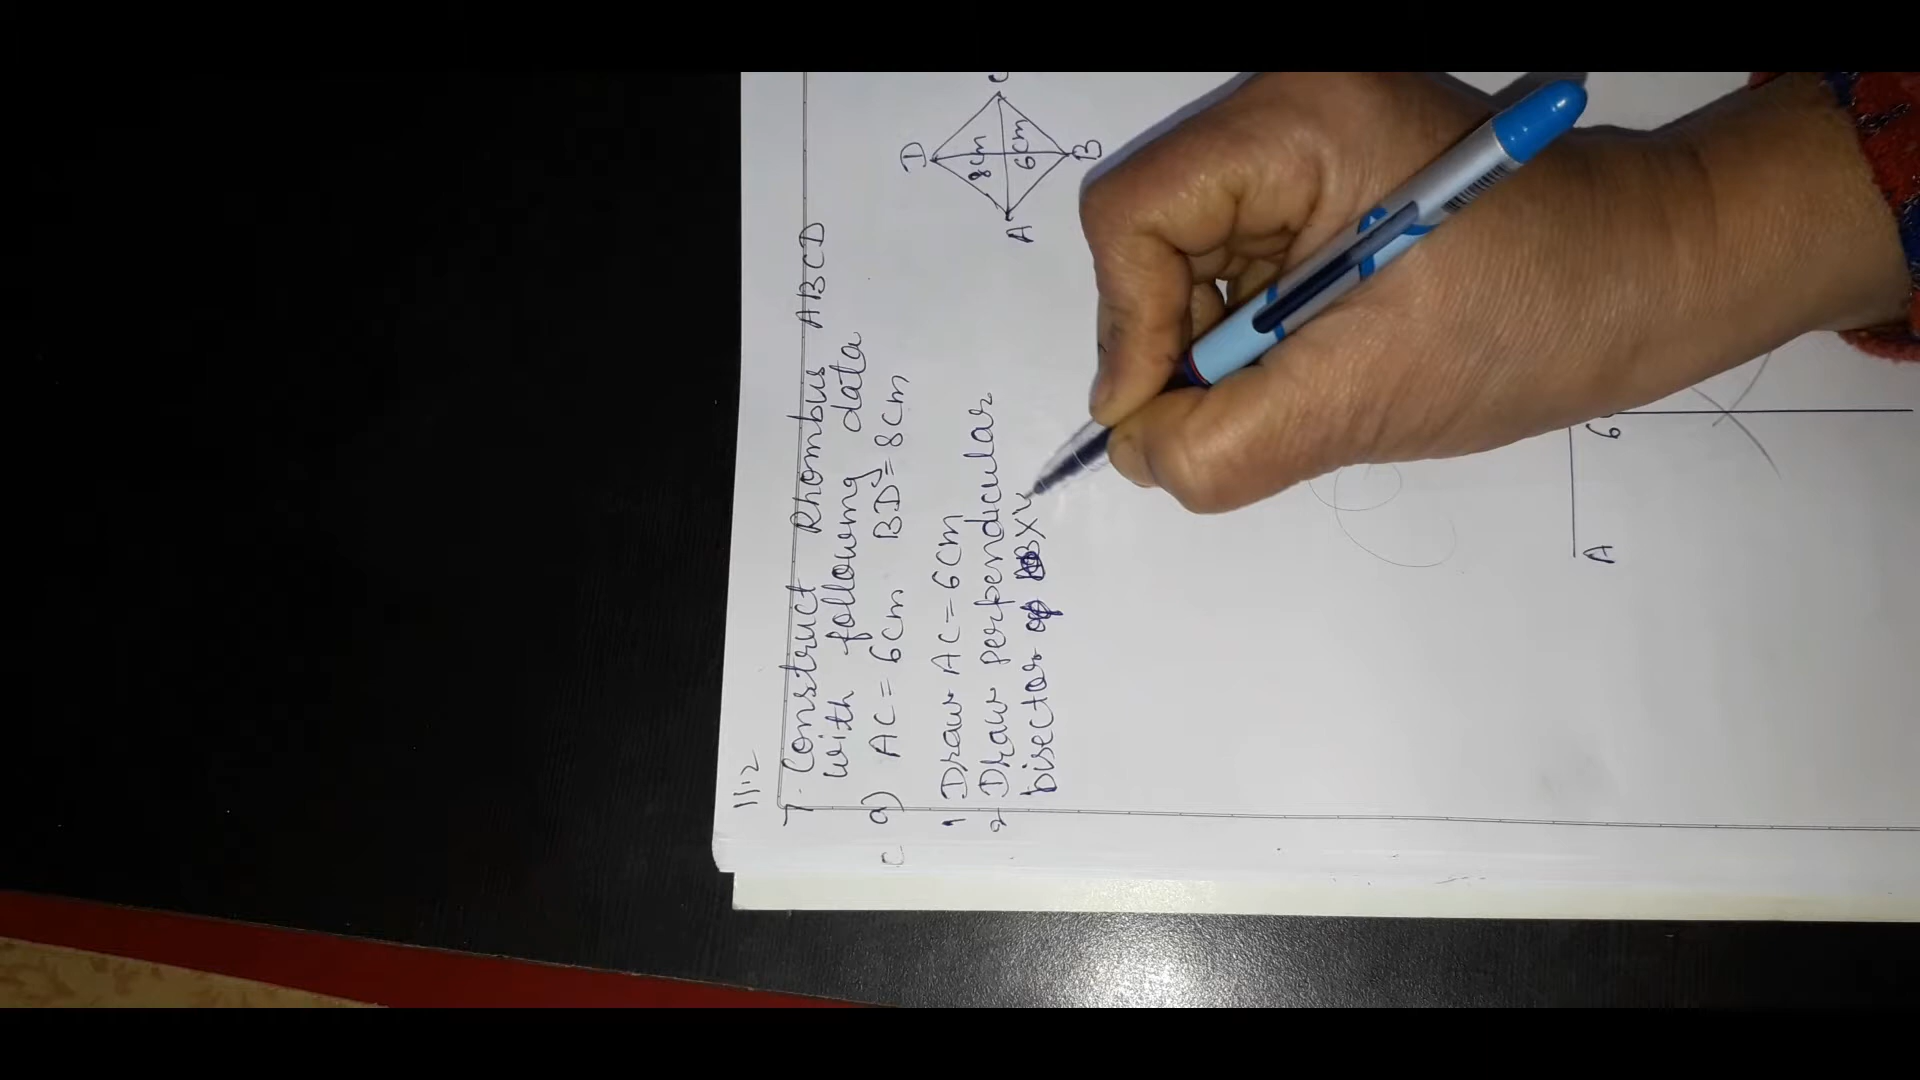 11.2
7. Construct Rhombus ABCD
with following data
a) AC = 6cm BD = 8cm
C
D
C
8cm
6cm
A
B
1 Draw AC = 6cm
2 Draw perpendicular
bisector XY
A
6